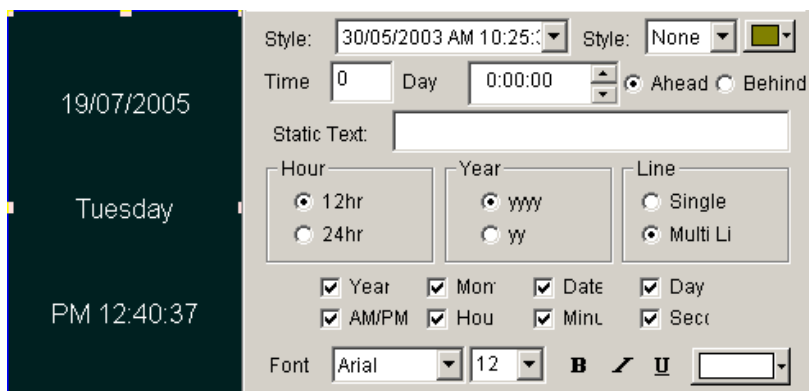 19/07/2005
Tuesday
PM 12:40:37
Style: 30/05/2003 AM 10:25: Style: None
Time 0 Day 0:00:00 Ahead Behind
Static Text:
Hour Year Line
12hr yyyy Single
24hr yy Multi Li
Year Mon Date Day
AM/PM Hou Minu Seco
Font Arial 12 B I U